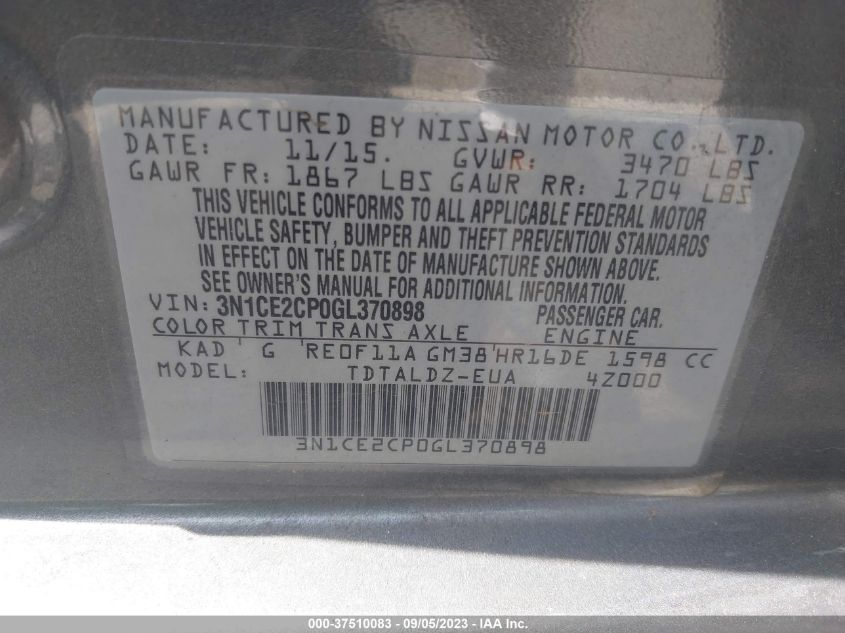 MANUFACTURED BY NISSAN MOTOR CO., LTD.
DATE: 11/15. GVWR: 3470 LBS
GAWR FR: 1867 LBS GAWR RR: 1704 LBS
THIS VEHICLE CONFORMS TO ALL APPLICABLE FEDERAL MOTOR
VEHICLE SAFETY, BUMPER AND THEFT PREVENTION STANDARDS
IN EFFECT ON THE DATE OF MANUFACTURE SHOWN ABOVE.
SEE OWNER'S MANUAL FOR ADDITIONAL INFORMATION.
VIN: 3N1CE2CP0GL370898 PASSENGER CAR.
COLOR TRIM TRANS AXLE ENGINE
KAD G RE0F11A GM38 HR16DE 1598 CC
MODEL: TDTALDZ-EUA 4Z000
3N1CE2CP0GL370898
000-37510083 - 09/05/2023 - IAAI.com